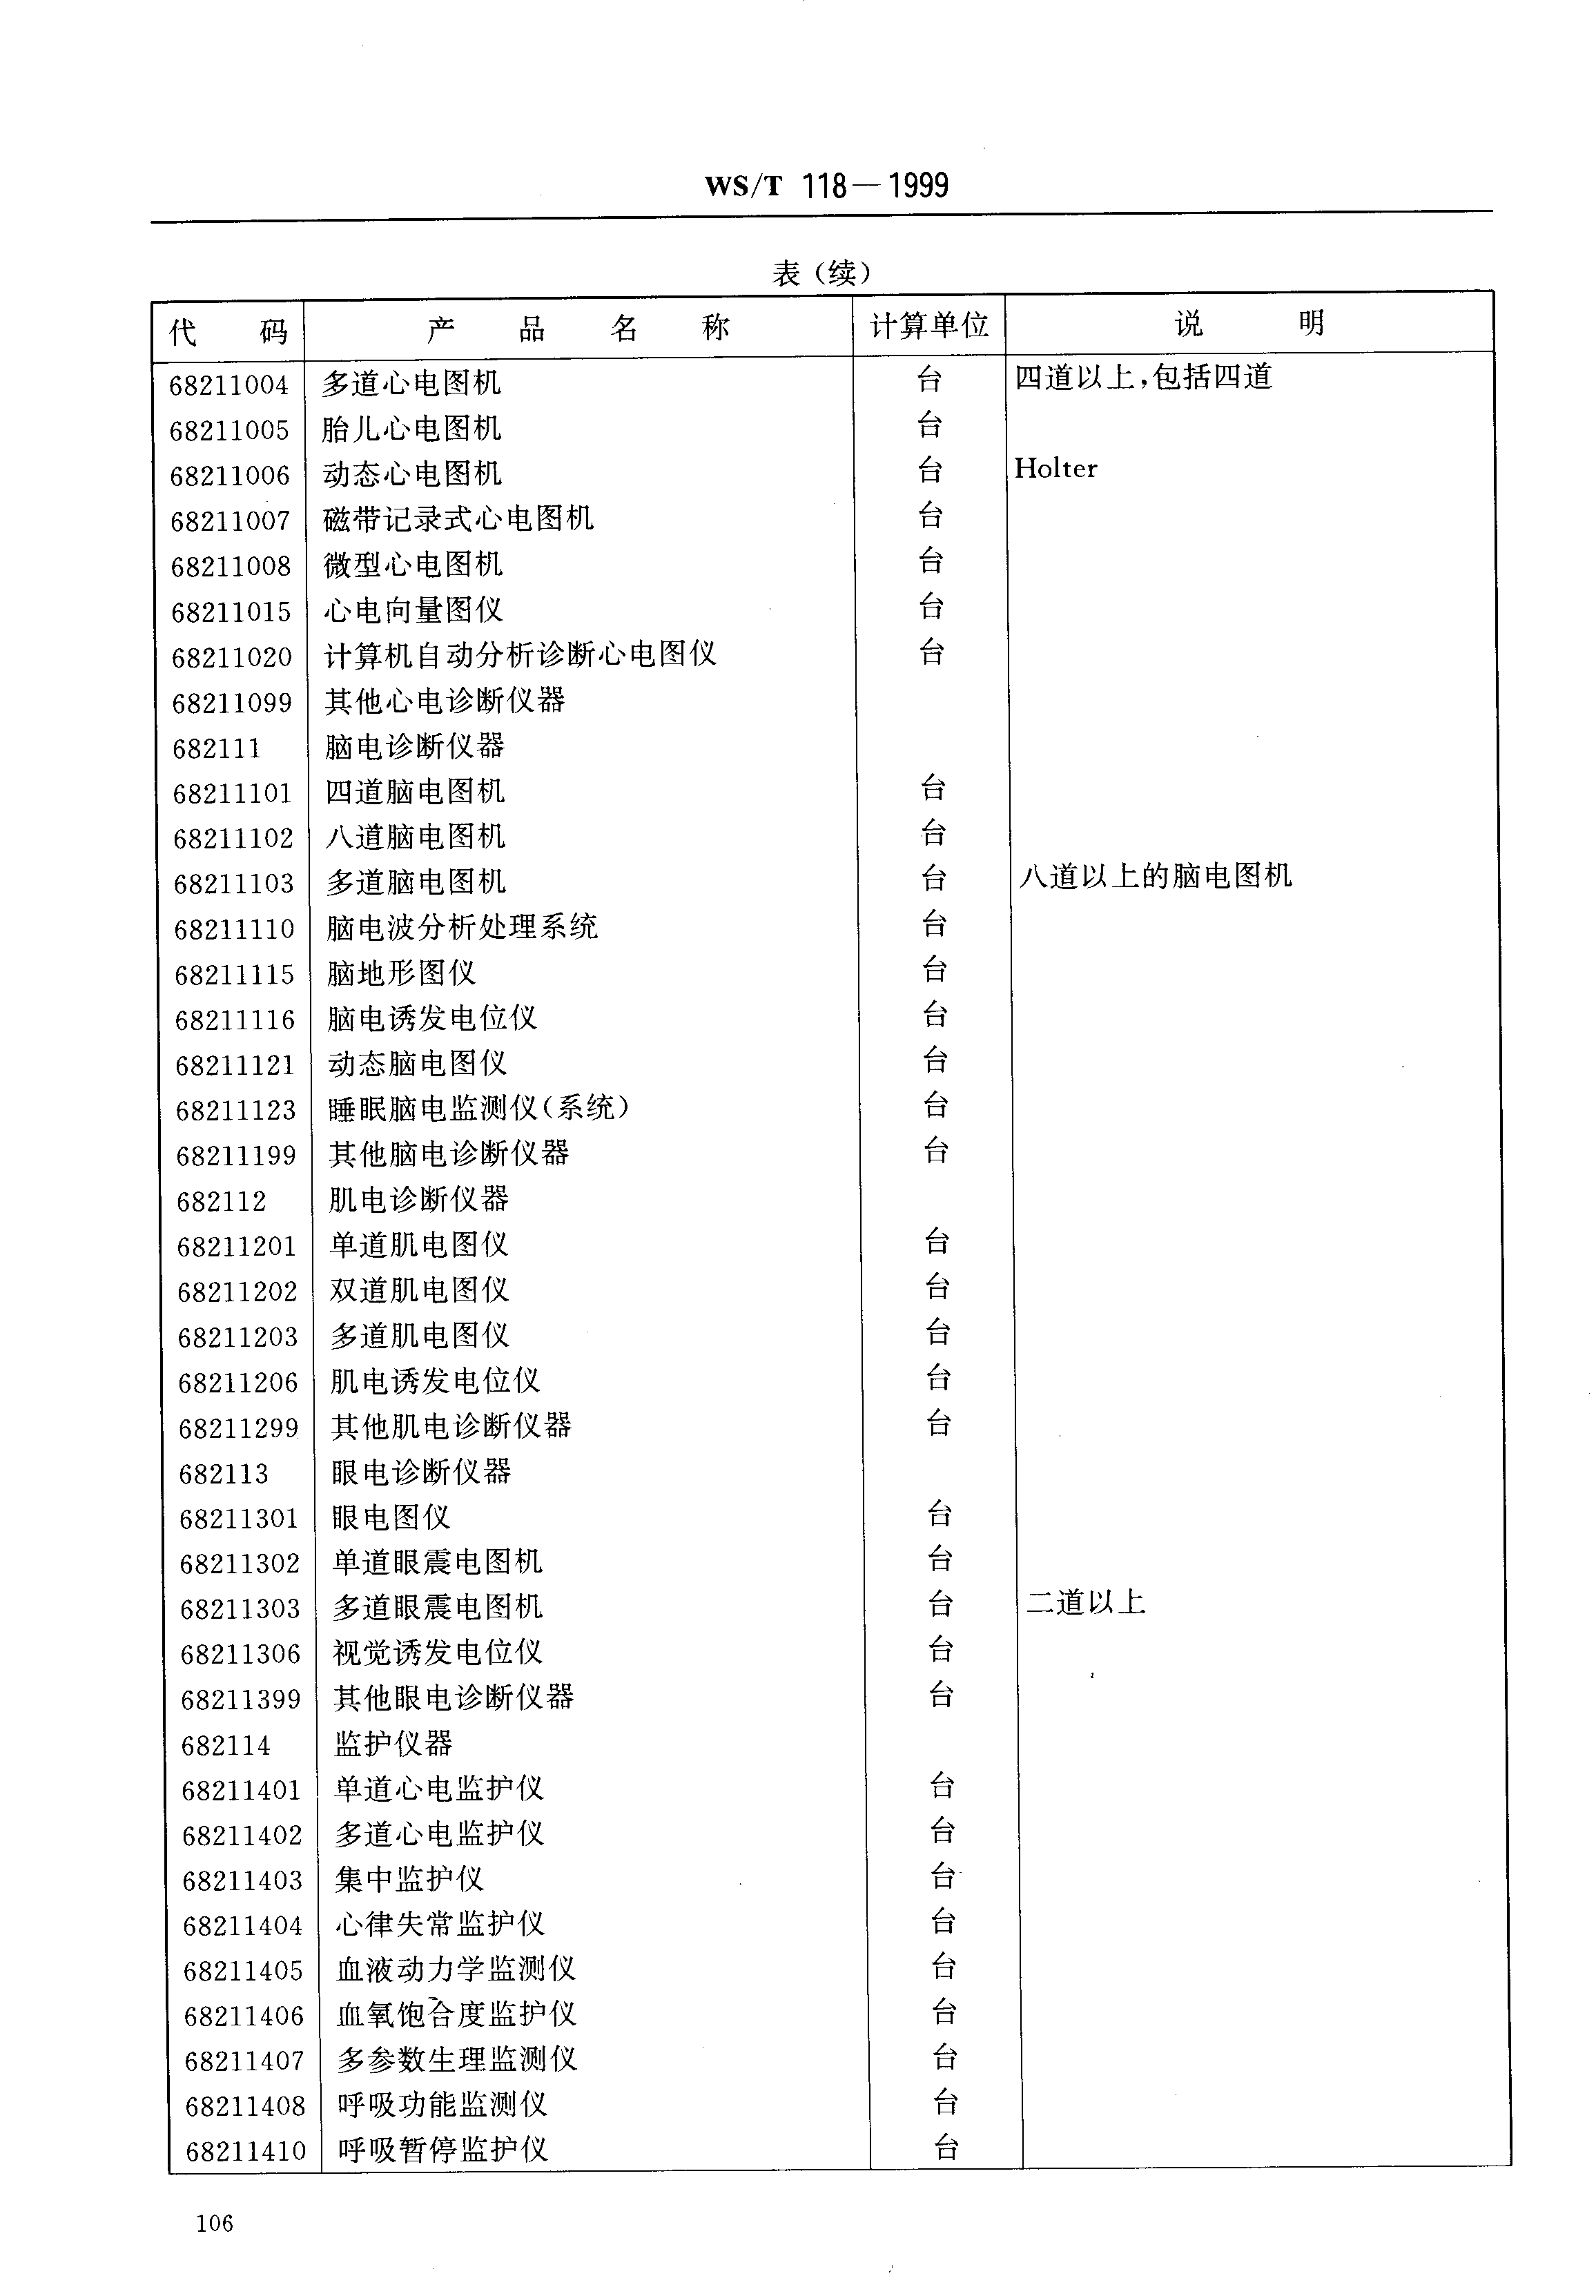 WS/T 118—1999
表(续)
代 码 产 品 名 称 计算单位 说 明
68211004 多道心电图机 台 四道以上,包括四道
68211005 胎儿心电图机 台
68211006 动态心电图机 台 Holter
68211007 磁带记录式心电图机 台
68211008 微型心电图机 台
68211015 心电向量图仪 台
68211020 计算机自动分析诊断心电图仪 台
68211099 其他心电诊断仪器
682111 脑电诊断仪器
68211101 四道脑电图机 台
68211102 八道脑电图机 台
68211103 多道脑电图机 台 八道以上的脑电图机
68211110 脑电波分析处理系统 台
68211115 脑地形图仪 台
68211116 脑电诱发电位仪 台
68211121 动态脑电图仪 台
68211123 睡眠脑电监测仪(系统) 台
68211199 其他脑电诊断仪器 台
682112 肌电诊断仪器
68211201 单道肌电图仪 台
68211202 双道肌电图仪 台
68211203 多道肌电图仪 台
68211206 肌电诱发电位仪 台
68211299 其他肌电诊断仪器 台
682113 眼电诊断仪器
68211301 眼电图仪 台
68211302 单道眼震电图机 台
68211303 多道眼震电图机 台 二道以上
68211306 视觉诱发电位仪 台
68211399 其他眼电诊断仪器 台
682114 监护仪器
68211401 单道心电监护仪 台
68211402 多道心电监护仪 台
68211403 集中监护仪 台
68211404 心律失常监护仪 台
68211405 血液动力学监测仪 台
68211406 血氧饱合度监护仪 台
68211407 多参数生理监测仪 台
68211408 呼吸功能监测仪 台
68211410 呼吸暂停监护仪 台
106